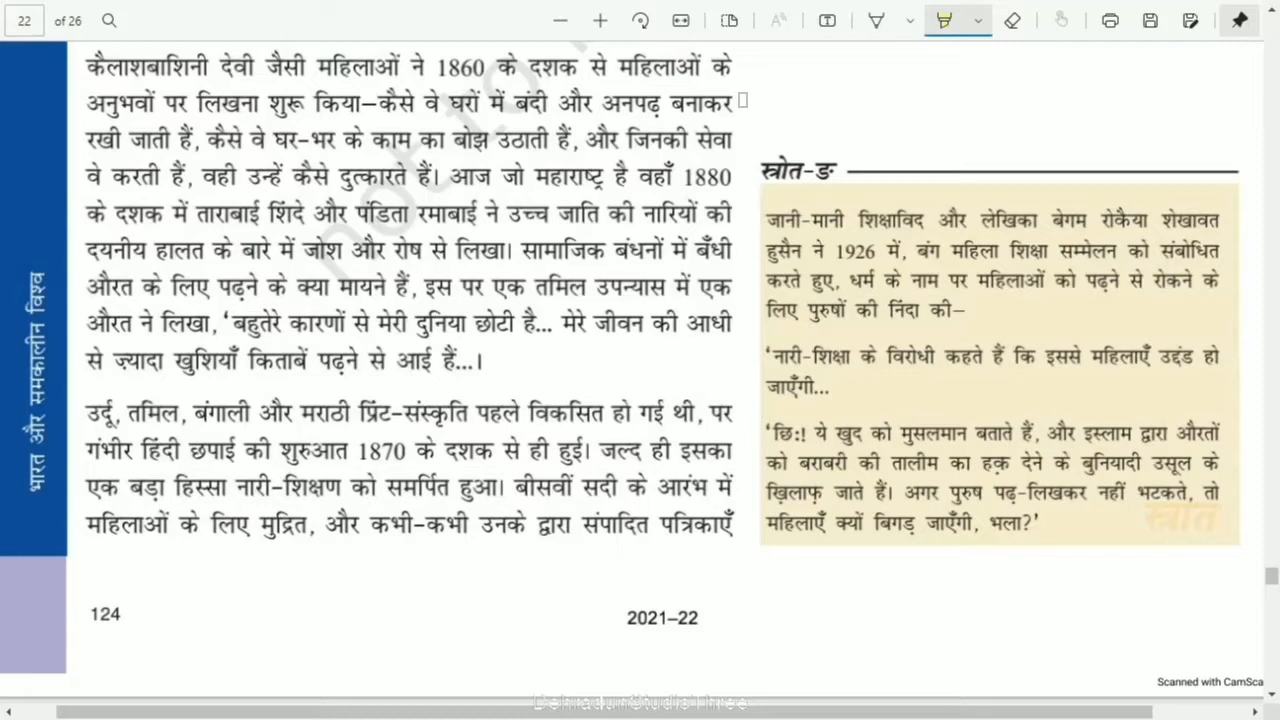 22
of 26
कैलाशबाशिनी देवी जैसी महिलाओं ने 1860 के दशक से महिलाओं के
अनुभवों पर लिखना शुरू किया–कैसे वे घरों में बंदी और अनपढ़ बनाकर
रखी जाती हैं, कैसे वे घर-भर के काम का बोझ उठाती हैं, और जिनकी सेवा
वे करती हैं, वही उन्हें कैसे दुत्कारते हैं। आज जो महाराष्ट्र है वहाँ 1880
के दशक में ताराबाई शिंदे और पंडिता रमाबाई ने उच्च जाति की नारियों की
दयनीय हालत के बारे में जोश और रोष से लिखा। सामाजिक बंधनों में बँधी
औरत के लिए पढ़ने के क्या मायने हैं, इस पर एक तमिल उपन्यास में एक
औरत ने लिखा, 'बहुतेरे कारणों से मेरी दुनिया छोटी है... मेरे जीवन की आधी
से ज़्यादा खुशियाँ किताबें पढ़ने से आई हैं...।
उर्दू, तमिल, बंगाली और मराठी प्रिंट-संस्कृति पहले विकसित हो गई थी, पर
गंभीर हिंदी छपाई की शुरुआत 1870 के दशक से ही हुई। जल्द ही इसका
एक बड़ा हिस्सा नारी-शिक्षण को समर्पित हुआ। बीसवीं सदी के आरंभ में
महिलाओं के लिए मुद्रित, और कभी-कभी उनके द्वारा संपादित पत्रिकाएँ
स्त्रोत-ङ
जानी-मानी शिक्षाविद और लेखिका बेगम रोकैया शेखावत
हुसैन ने 1926 में, बंग महिला शिक्षा सम्मेलन को संबोधित
करते हुए, धर्म के नाम पर महिलाओं को पढ़ने से रोकने के
लिए पुरुषों की निंदा की–
'नारी-शिक्षा के विरोधी कहते हैं कि इससे महिलाएँ उद्दंड हो
जाएँगी...
'छिः! ये खुद को मुसलमान बताते हैं, और इस्लाम द्वारा औरतों
को बराबरी की तालीम का हक़ देने के बुनियादी उसूल के
ख़िलाफ़ जाते हैं। अगर पुरुष पढ़-लिखकर नहीं भटकते, तो
महिलाएँ क्यों बिगड़ जाएँगी, भला?'
स्त्रोत
भारत और समकालीन विश्व
not to
124
2021–22
Scanned with CamSca
DehradunStudioThree